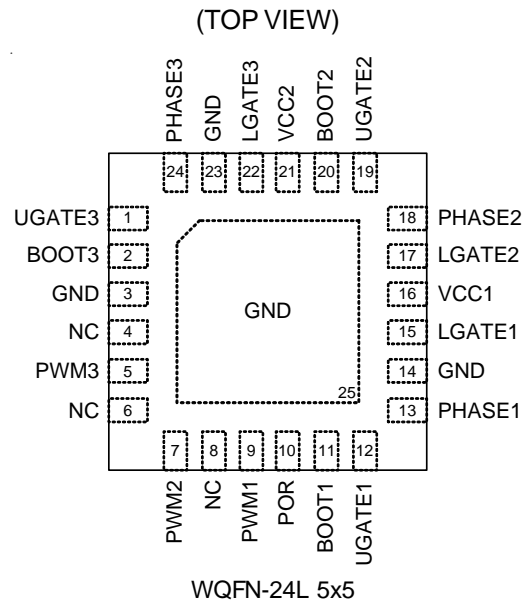 (TOP VIEW)
PHASE3
GND
LGATE3
VCC2
BOOT2
UGATE2
24
23
22
21
20
19
UGATE3 1
BOOT3 2
GND 3
NC 4
PWM3 5
NC 6
18 PHASE2
17 LGATE2
16 VCC1
15 LGATE1
14 GND
13 PHASE1
GND
25
7
8
9
10
11
12
PWM2
NC
PWM1
POR
BOOT1
UGATE1
WQFN-24L 5x5